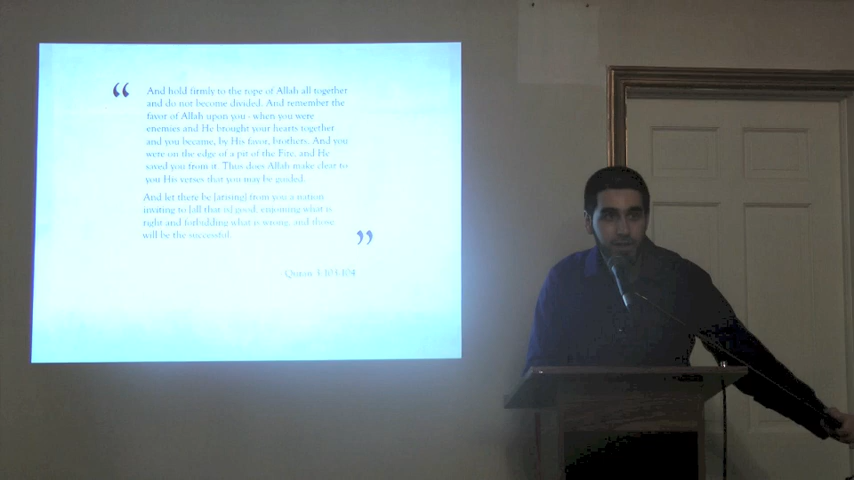 “ And hold firmly to the rope of Allah all together
and do not become divided. And remember the
favor of Allah upon you - when you were
enemies and He brought your hearts together
and you became, by His favor, brothers. And you
were on the edge of a pit of the Fire, and He
saved you from it. Thus does Allah make clear to
you His verses that you may be guided.
And let there be [arising] from you a nation
inviting to [all that is] good, enjoining what is
right and forbidding what is wrong, and those
will be the successful. ”
-Quran 3:103-104